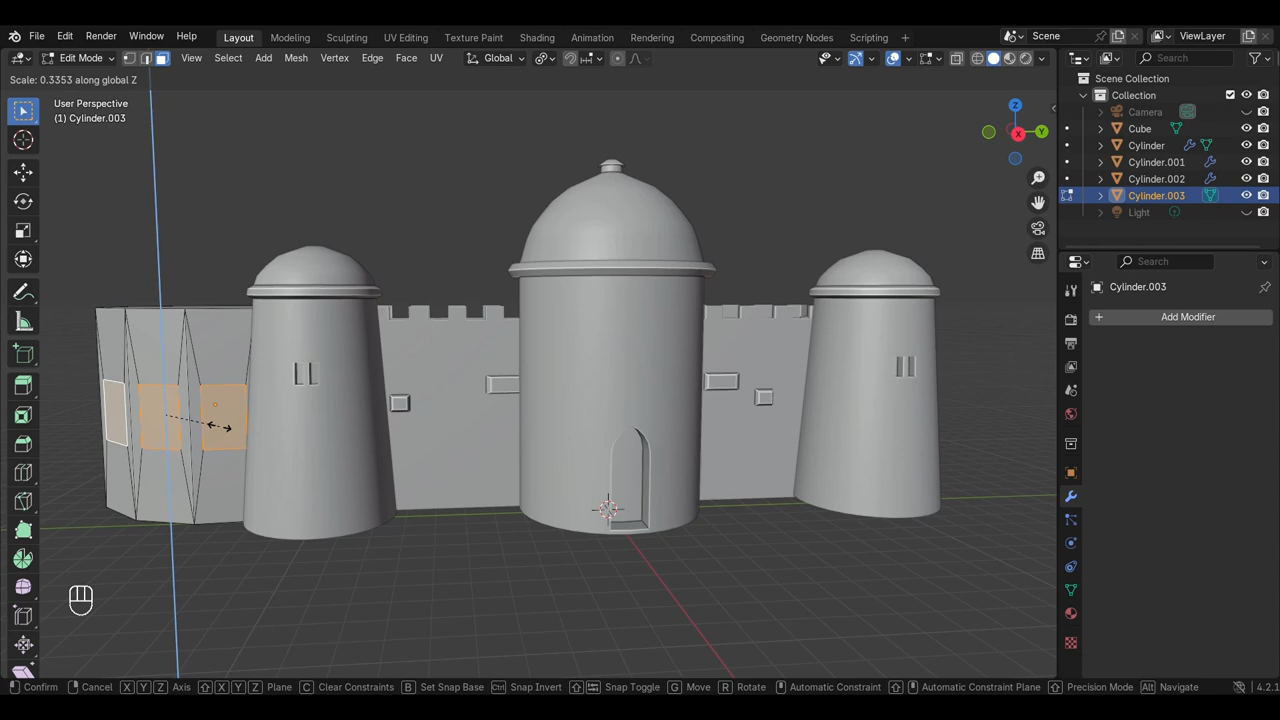 File Edit Render Window Help Layout Modeling Sculpting UV Editing Texture Paint Shading Animation Rendering Compositing Geometry Nodes Scripting + Scene ViewLayer
Edit Mode View Select Add Mesh Vertex Edge Face UV Global Search
Scale: 0.3353 along global Z
Scene Collection
User Perspective
(1) Cylinder.003
Collection
Camera
Cube
Cylinder
Cylinder.001
Cylinder.002
Cylinder.003
Light
Z
Y
X
Search
Cylinder.003
+ Add Modifier
Confirm Cancel X Y Z Axis X Y Z Plane C Clear Constraints B Set Snap Base Ctrl Snap Invert Snap Toggle G Move R Rotate Automatic Constraint Automatic Constraint Plane Precision Mode Alt Navigate 4.2.1